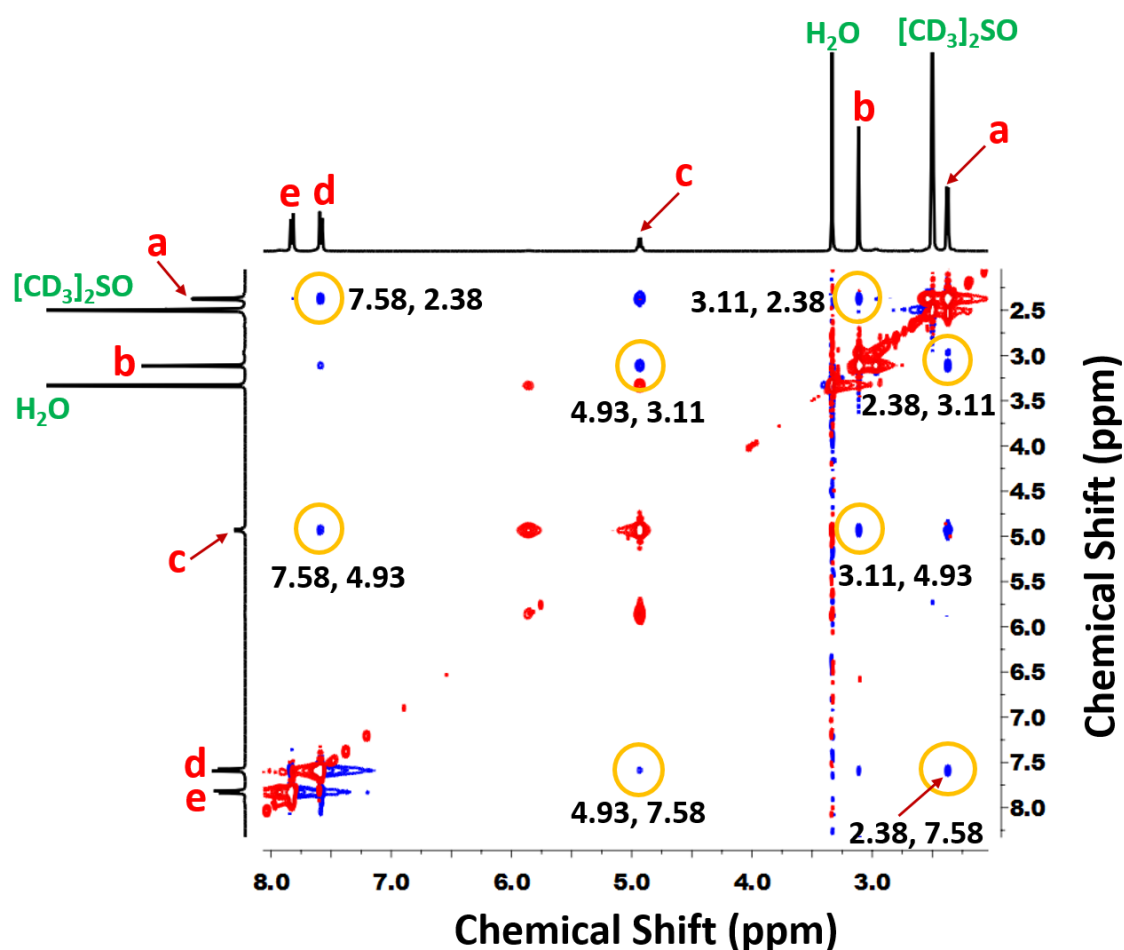 H₂O
[CD₃]₂SO
b
a
c
e d
a
[CD₃]₂SO
b
H₂O
c
d
e
7.58, 2.38
3.11, 2.38
4.93, 3.11
2.38, 3.11
7.58, 4.93
3.11, 4.93
4.93, 7.58
2.38, 7.58
2.5
3.0
3.5
4.0
4.5
5.0
5.5
6.0
6.5
7.0
7.5
8.0
Chemical Shift (ppm)
8.0 7.0 6.0 5.0 4.0 3.0
Chemical Shift (ppm)